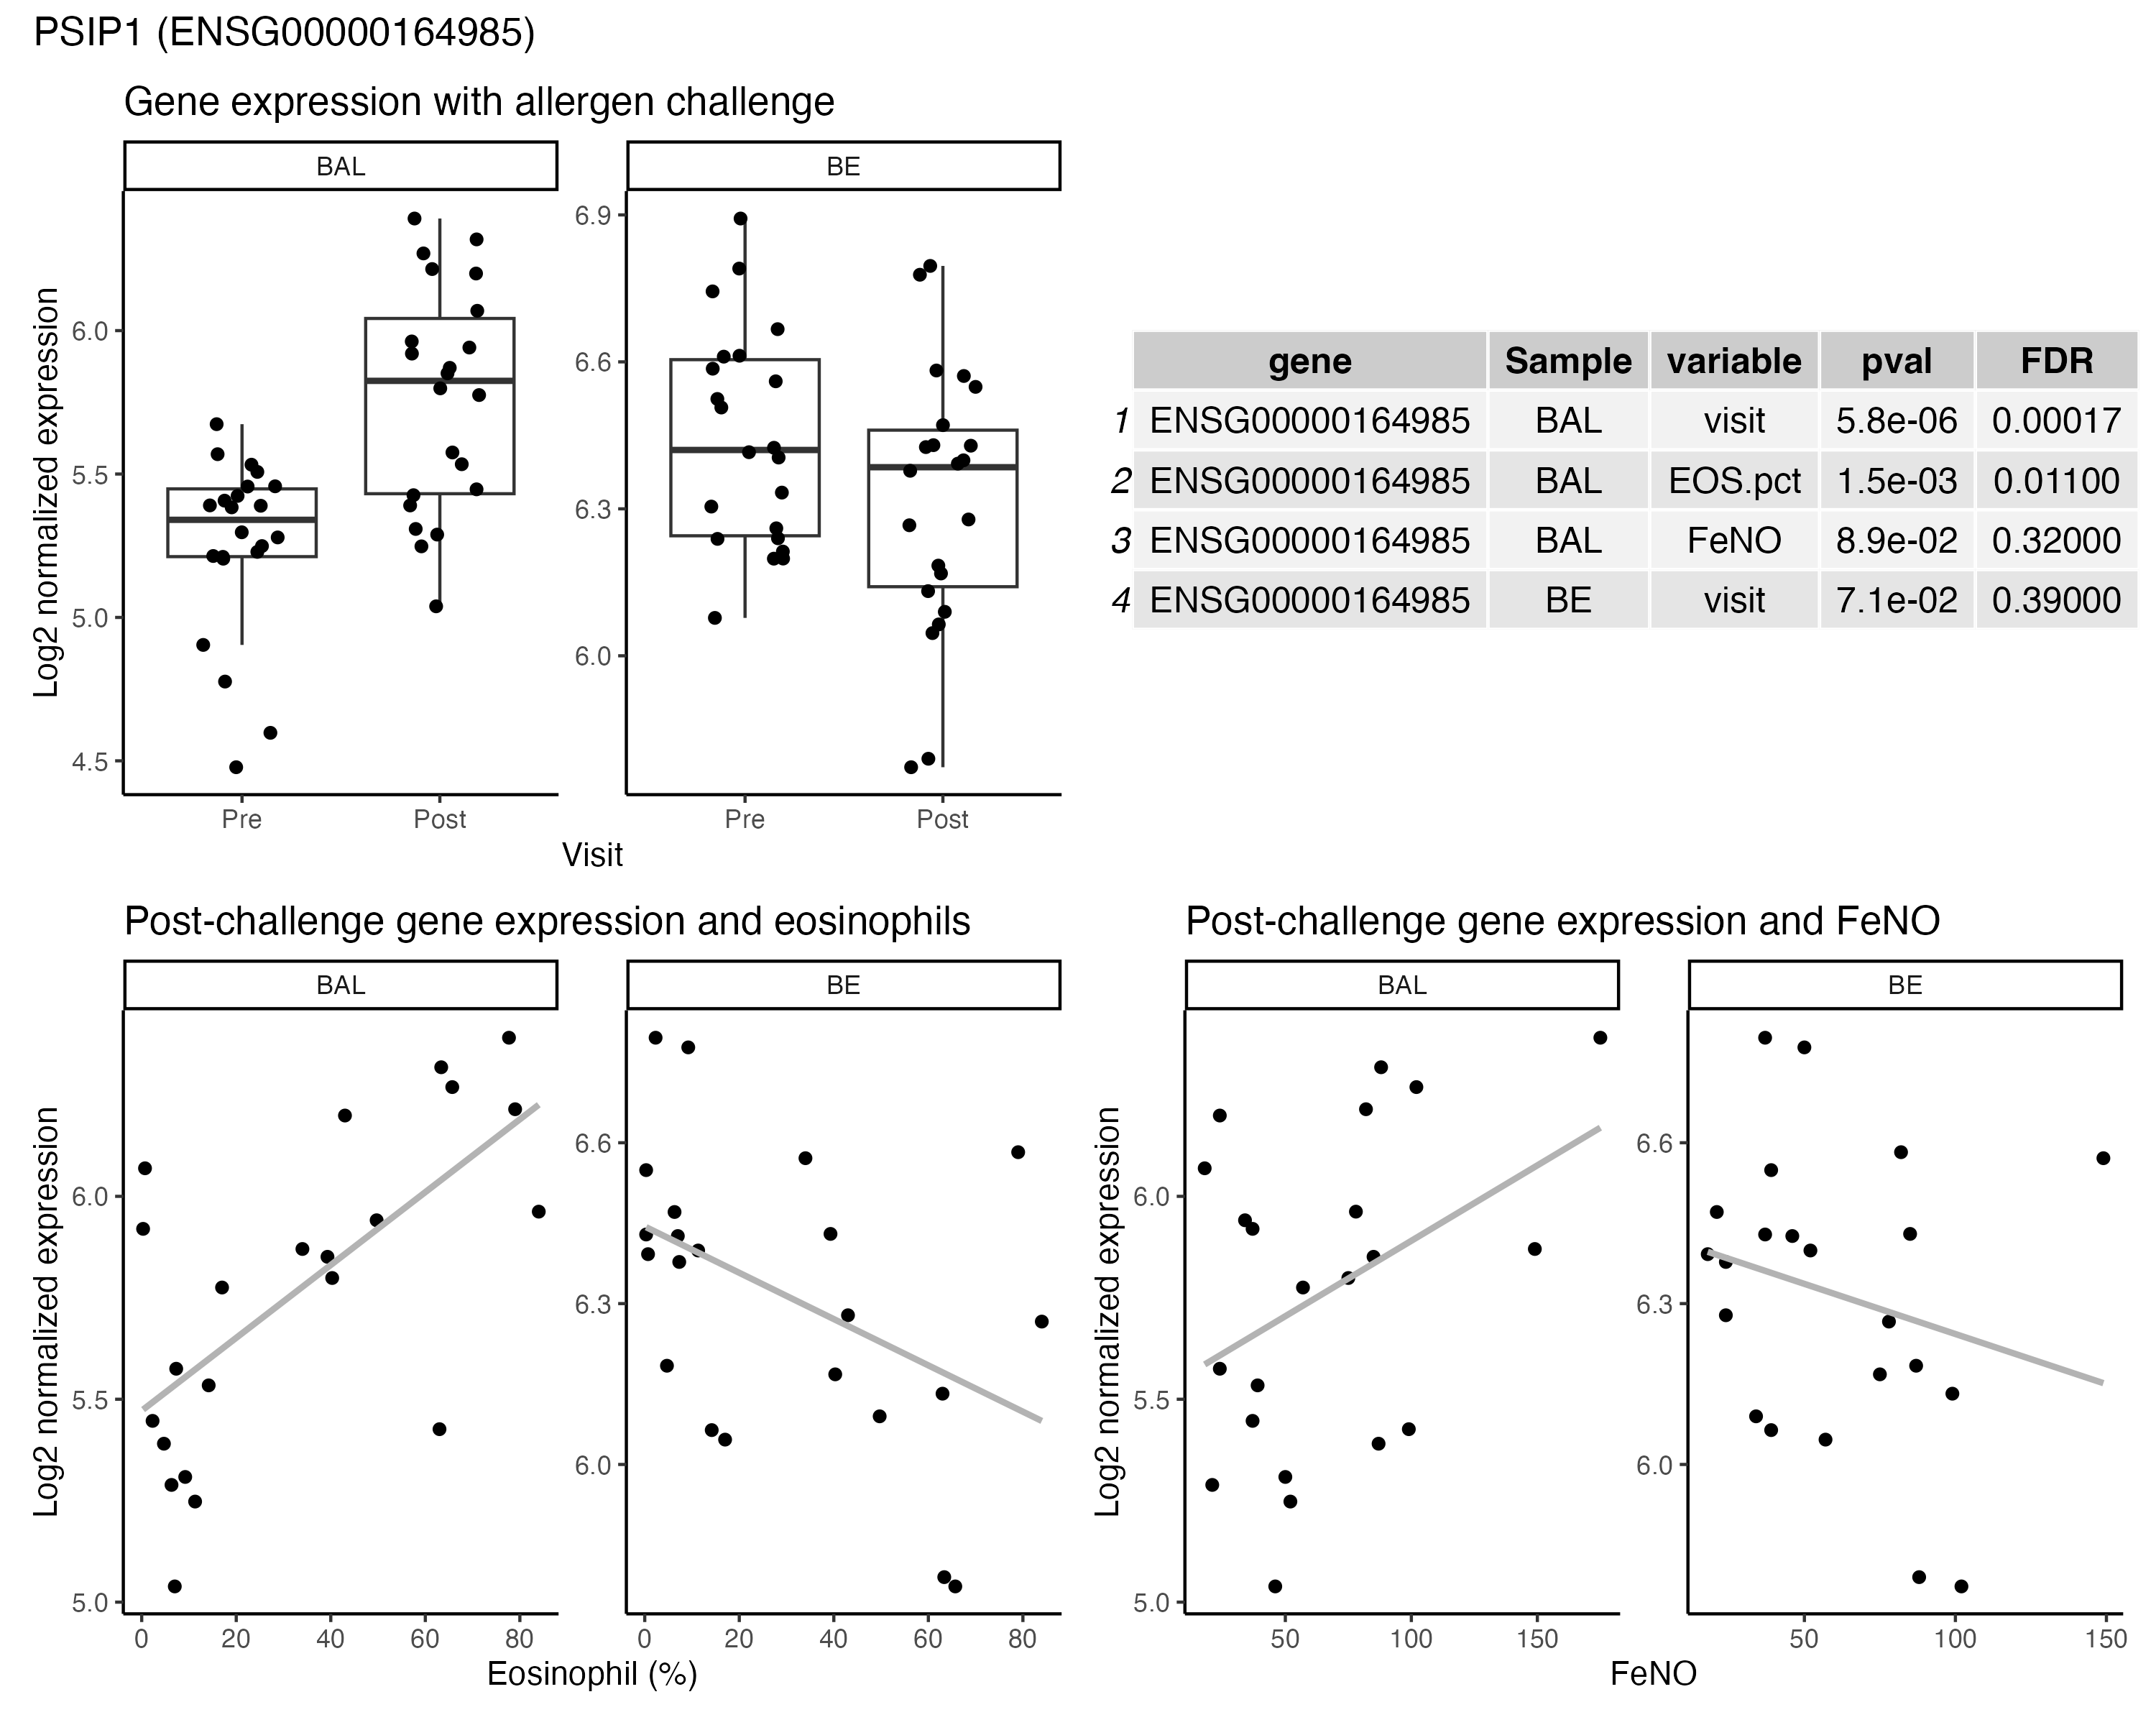 PSIP1 (ENSG00000164985)
Gene expression with allergen challenge
BAL
BE
Log2 normalized expression
6.0
5.5
5.0
4.5
6.9
6.6
6.3
6.0
Pre
Post
Pre
Post
Visit
gene Sample variable pval FDR
1 ENSG00000164985 BAL visit 5.8e-06 0.00017
2 ENSG00000164985 BAL EOS.pct 1.5e-03 0.01100
3 ENSG00000164985 BAL FeNO 8.9e-02 0.32000
4 ENSG00000164985 BE visit 7.1e-02 0.39000
Post-challenge gene expression and eosinophils
BAL
BE
Log2 normalized expression
6.0
5.5
5.0
6.6
6.3
6.0
0 20 40 60 80
0 20 40 60 80
Eosinophil (%)
Post-challenge gene expression and FeNO
BAL
BE
Log2 normalized expression
6.0
5.5
5.0
6.6
6.3
6.0
50 100 150
50 100 150
FeNO